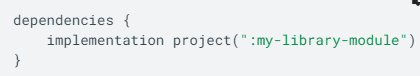 dependencies {
    implementation project(":my-library-module")
}